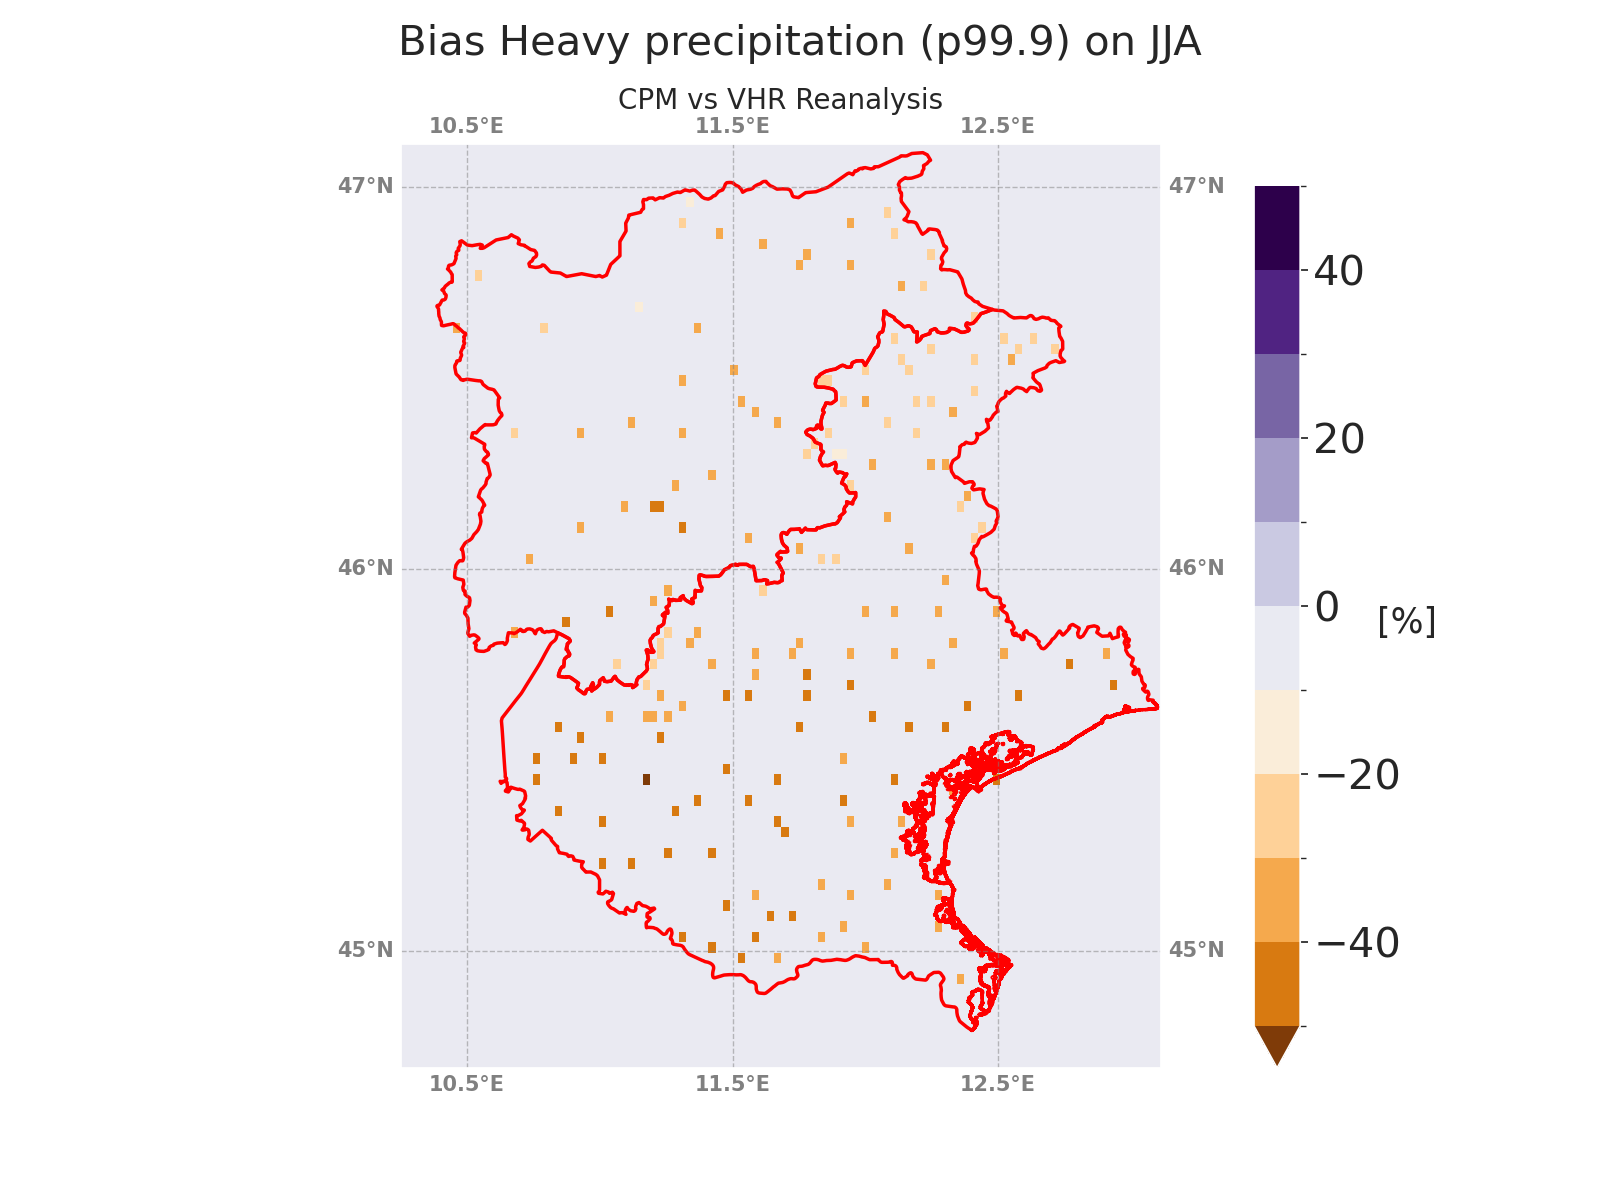 Bias Heavy precipitation (p99.9) on JJA
CPM vs VHR Reanalysis
10.5°E 11.5°E 12.5°E
47°N 47°N
40
20
46°N 46°N
0
[%]
−20
−40
45°N 45°N
10.5°E 11.5°E 12.5°E